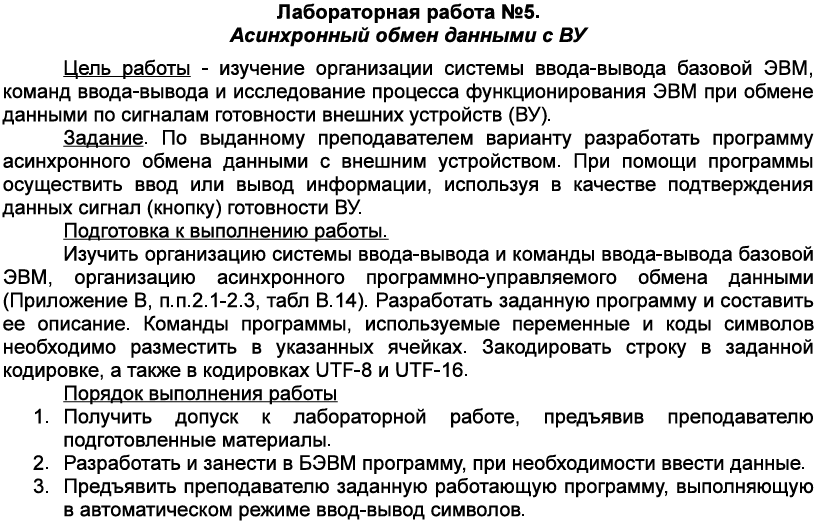 Лабораторная работа №5.
Асинхронный обмен данными с ВУ
Цель работы - изучение организации системы ввода-вывода базовой ЭВМ,
команд ввода-вывода и исследование процесса функционирования ЭВМ при обмене
данными по сигналам готовности внешних устройств (ВУ).
Задание. По выданному преподавателем варианту разработать программу
асинхронного обмена данными с внешним устройством. При помощи программы
осуществить ввод или вывод информации, используя в качестве подтверждения
данных сигнал (кнопку) готовности ВУ.
Подготовка к выполнению работы.
Изучить организацию системы ввода-вывода и команды ввода-вывода базовой
ЭВМ, организацию асинхронного программно-управляемого обмена данными
(Приложение В, п.п.2.1-2.3, табл В.14). Разработать заданную программу и составить
ее описание. Команды программы, используемые переменные и коды символов
необходимо разместить в указанных ячейках. Закодировать строку в заданной
кодировке, а также в кодировках UTF-8 и UTF-16.
Порядок выполнения работы
1. Получить допуск к лабораторной работе, предъявив преподавателю
подготовленные материалы.
2. Разработать и занести в БЭВМ программу, при необходимости ввести данные.
3. Предъявить преподавателю заданную работающую программу, выполняющую
в автоматическом режиме ввод-вывод символов.